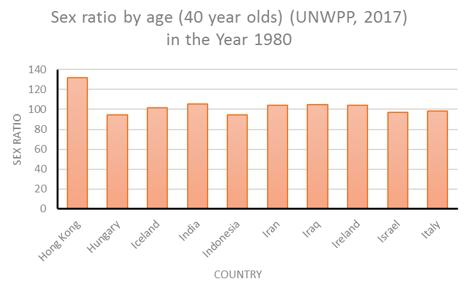 Sex ratio by age (40 year olds) (UNWPP, 2017)
in the Year 1980
SEX RATIO
140
120
100
80
60
40
20
0
Hong Kong
Hungary
Iceland
India
Indonesia
Iran
Iraq
Ireland
Israel
Italy
COUNTRY